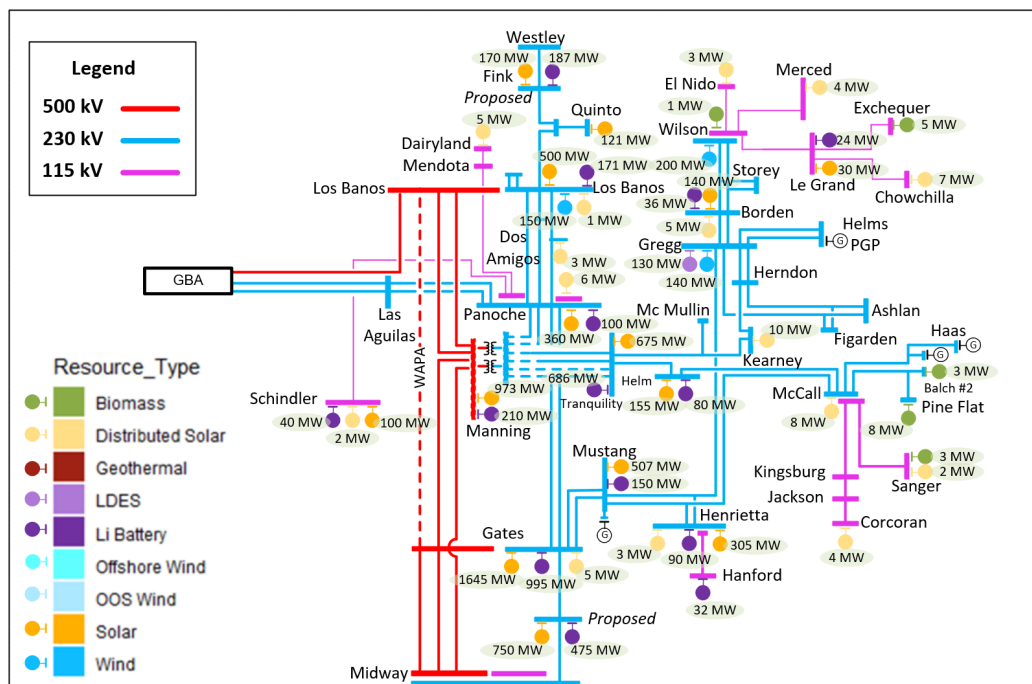 Legend
500 kV
230 kV
115 kV
Westley
170 MW
187 MW
Fink
Proposed
Quinto
121 MW
5 MW
Dairyland
Mendota
Los Banos
500 MW
171 MW
Los Banos
150 MW
1 MW
Dos
Amigos
3 MW
6 MW
3 MW
El Nido
1 MW
Wilson
Merced
4 MW
Exchequer
5 MW
24 MW
30 MW
Le Grand
7 MW
Chowchilla
200 MW
Storey
140 MW
36 MW
Borden
5 MW
Gregg
130 MW
140 MW
Helms
PGP
G
Herndon
GBA
Las
Aguilas
Panoche
100 MW
360 MW
Mc Mullin
Ashlan
Figarden
10 MW
Kearney
675 MW
WAPA
686 MW
Tranquility
Helm
155 MW
80 MW
Haas
G
G
3 MW
Balch #2
McCall
8 MW
Pine Flat
8 MW
973 MW
210 MW
Manning
Schindler
40 MW
2 MW
100 MW
Resource_Type
Biomass
Distributed Solar
Geothermal
LDES
Li Battery
Offshore Wind
OOS Wind
Solar
Wind
Mustang
507 MW
150 MW
G
Kingsburg
Jackson
Corcoran
4 MW
3 MW
2 MW
Sanger
Gates
1645 MW
995 MW
5 MW
Henrietta
3 MW
90 MW
305 MW
Hanford
32 MW
Proposed
750 MW
475 MW
Midway